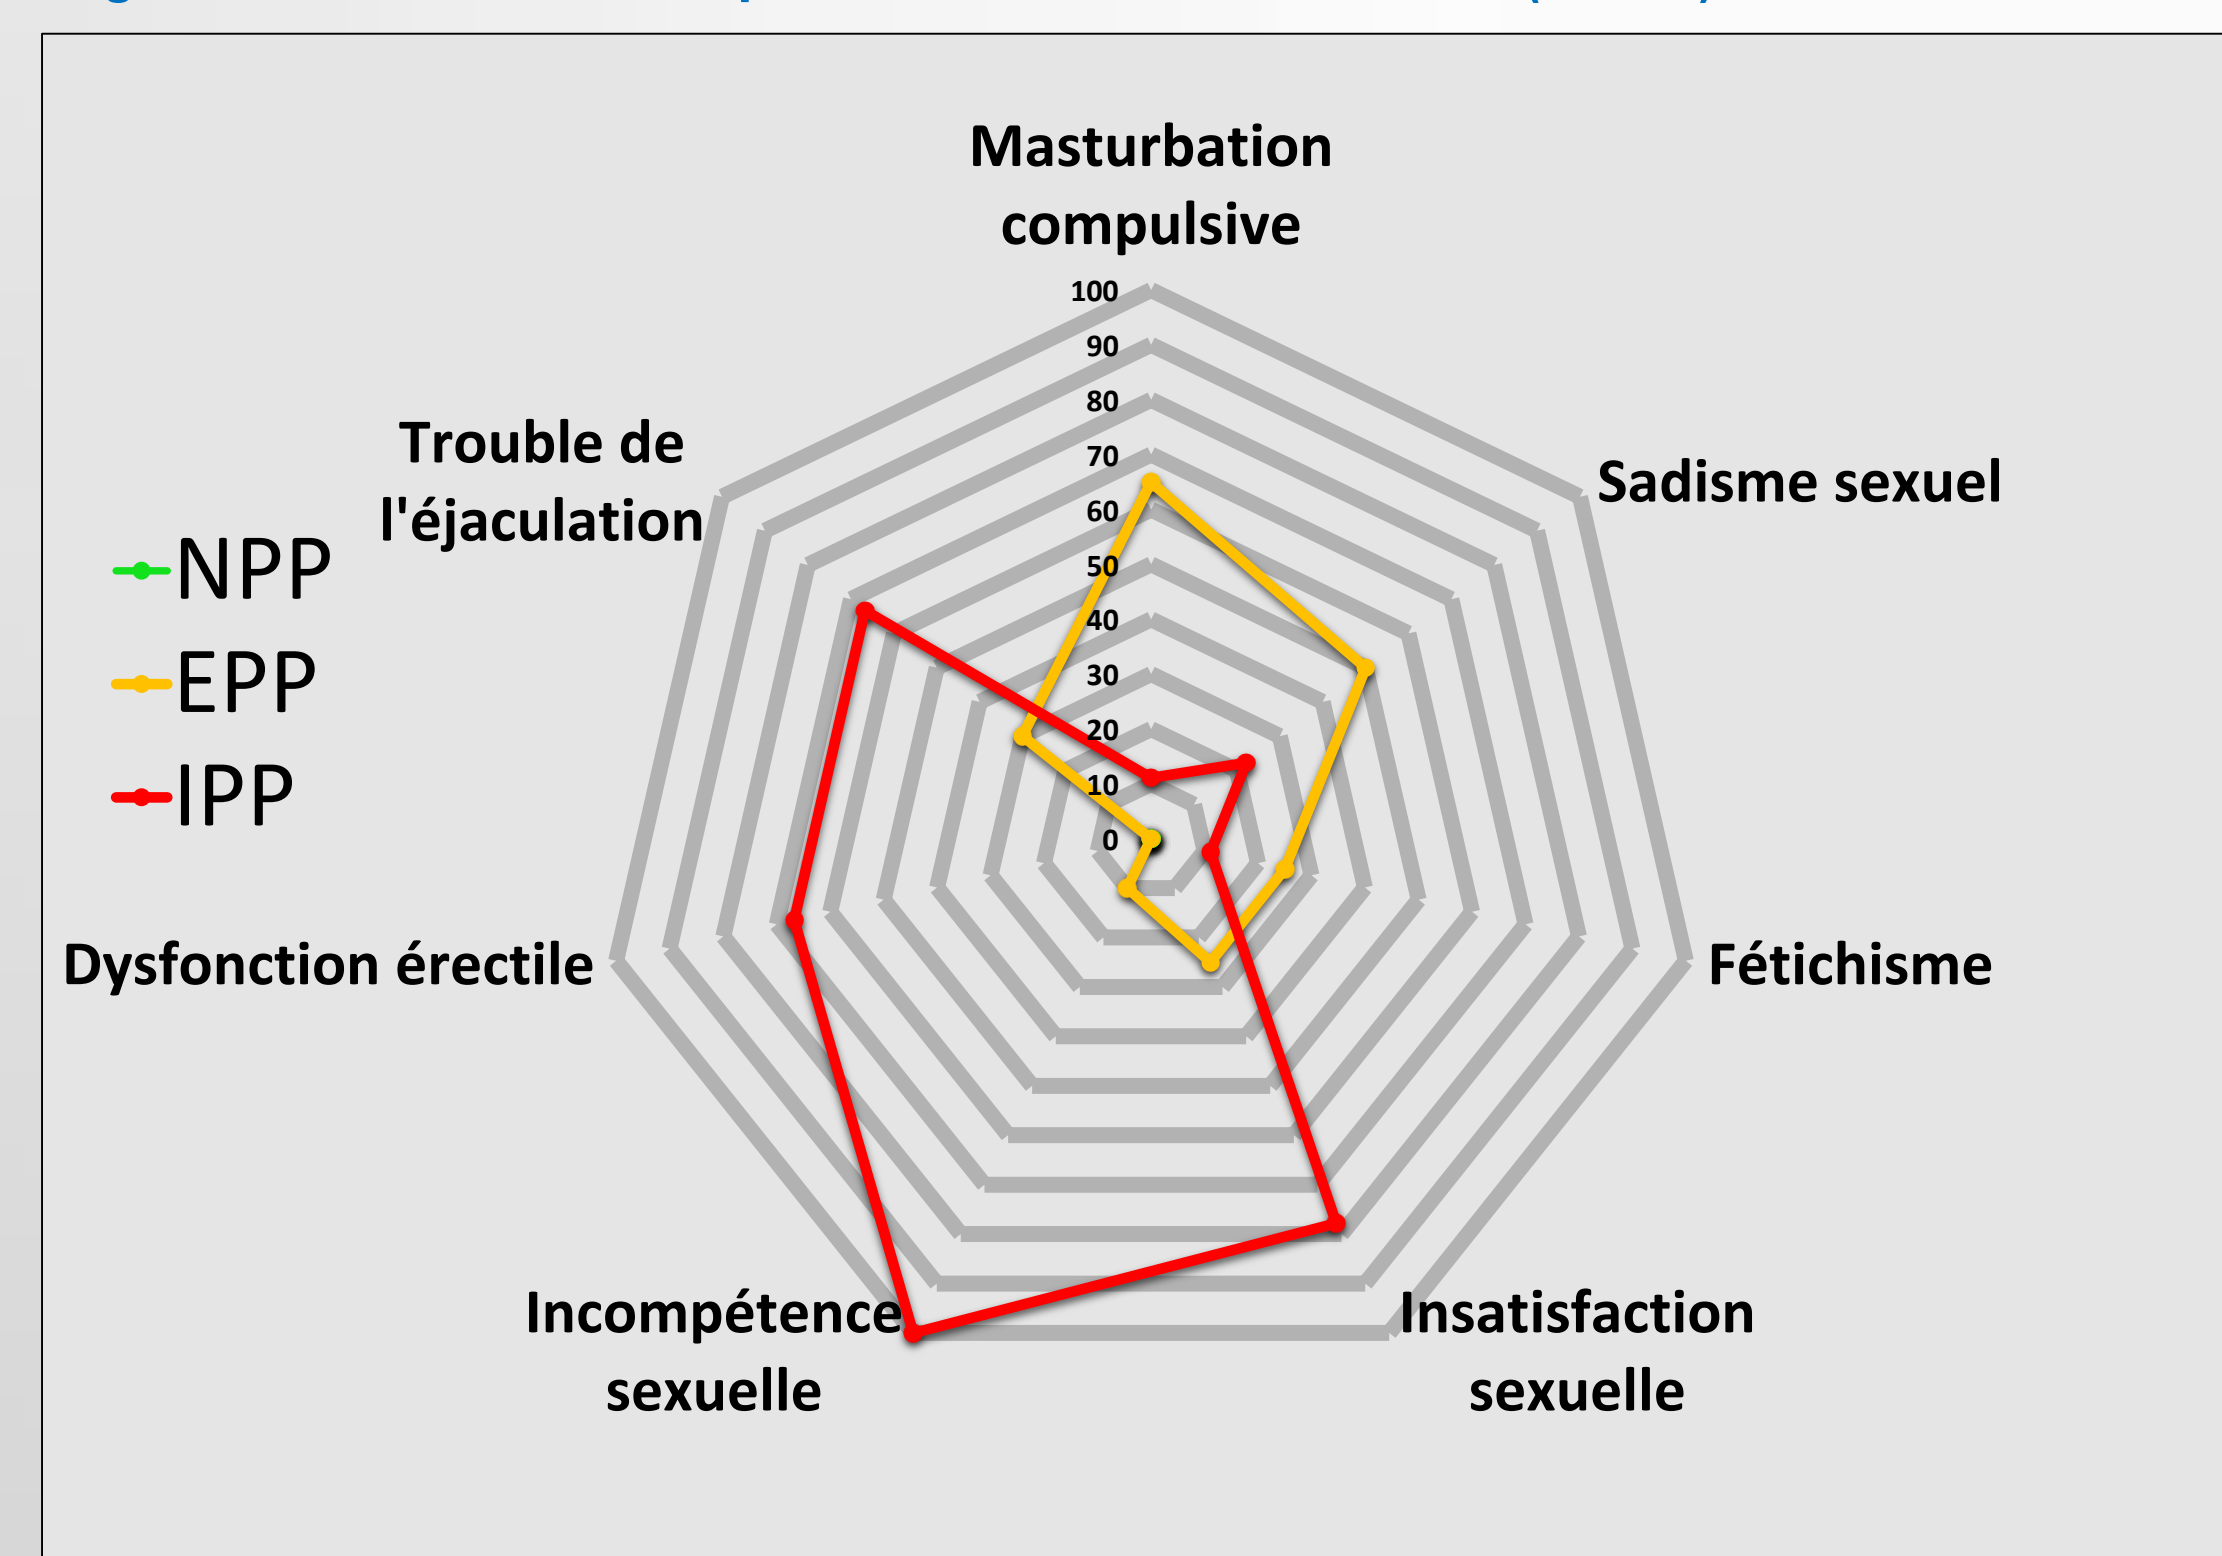 Masturbation
compulsive
100
90
80
70
60
50
40
30
20
10
0
Sadisme sexuel
Fétichisme
Insatisfaction
sexuelle
Incompétence
sexuelle
Dysfonction érectile
Trouble de
l'éjaculation
NPP
EPP
IPP